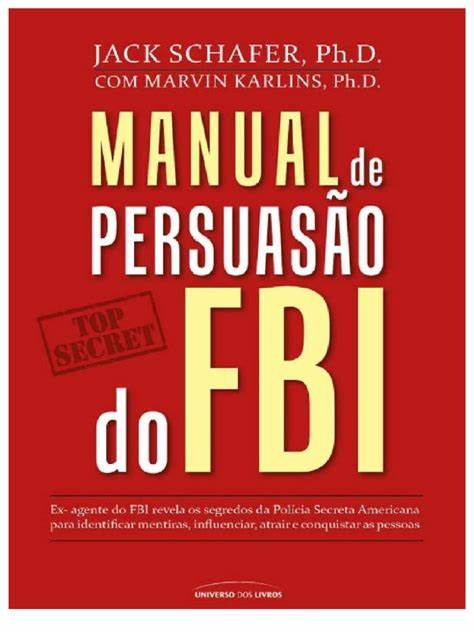 JACK SCHAFER, Ph.D.
COM MARVIN KARLINS, Ph.D.
MANUAL de
PERSUASÃO
TOP
SECRET
do FBI
Ex- agente do FBI revela os segredos da Polícia Secreta Americana
para identificar mentiras, influenciar, atrair e conquistar as pessoas
UNIVERSO DOS LIVROS